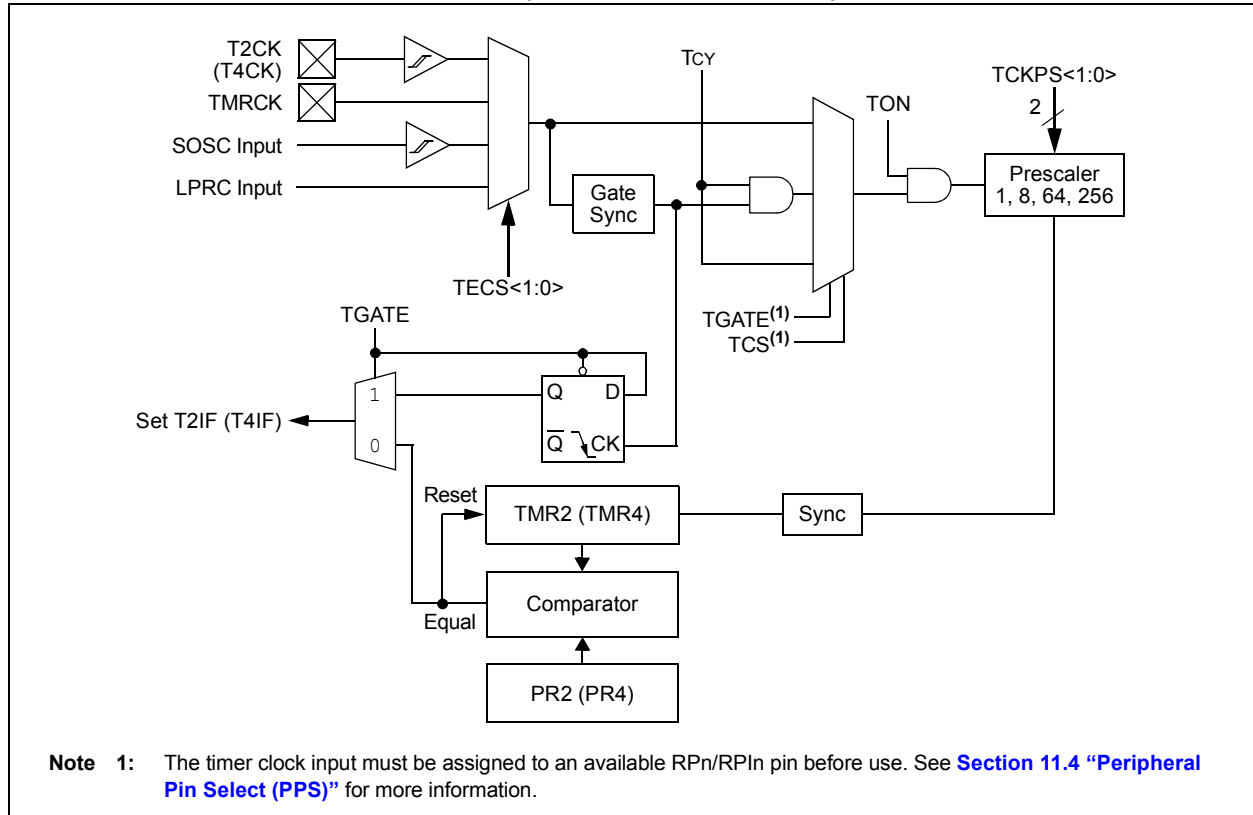 T2CK
(T4CK)
TMRCK
SOSC Input
LPRC Input
TECS<1:0>
Gate
Sync
TCY
TON
TCKPS<1:0>
2
Prescaler
1, 8, 64, 256
TGATE(1)
TCS(1)
TGATE
1
0
Set T2IF (T4IF)
Q D
Q CK
Reset
TMR2 (TMR4)
Sync
Comparator
Equal
PR2 (PR4)
Note 1: The timer clock input must be assigned to an available RPn/RPIn pin before use. See Section 11.4 “Peripheral
Pin Select (PPS)” for more information.